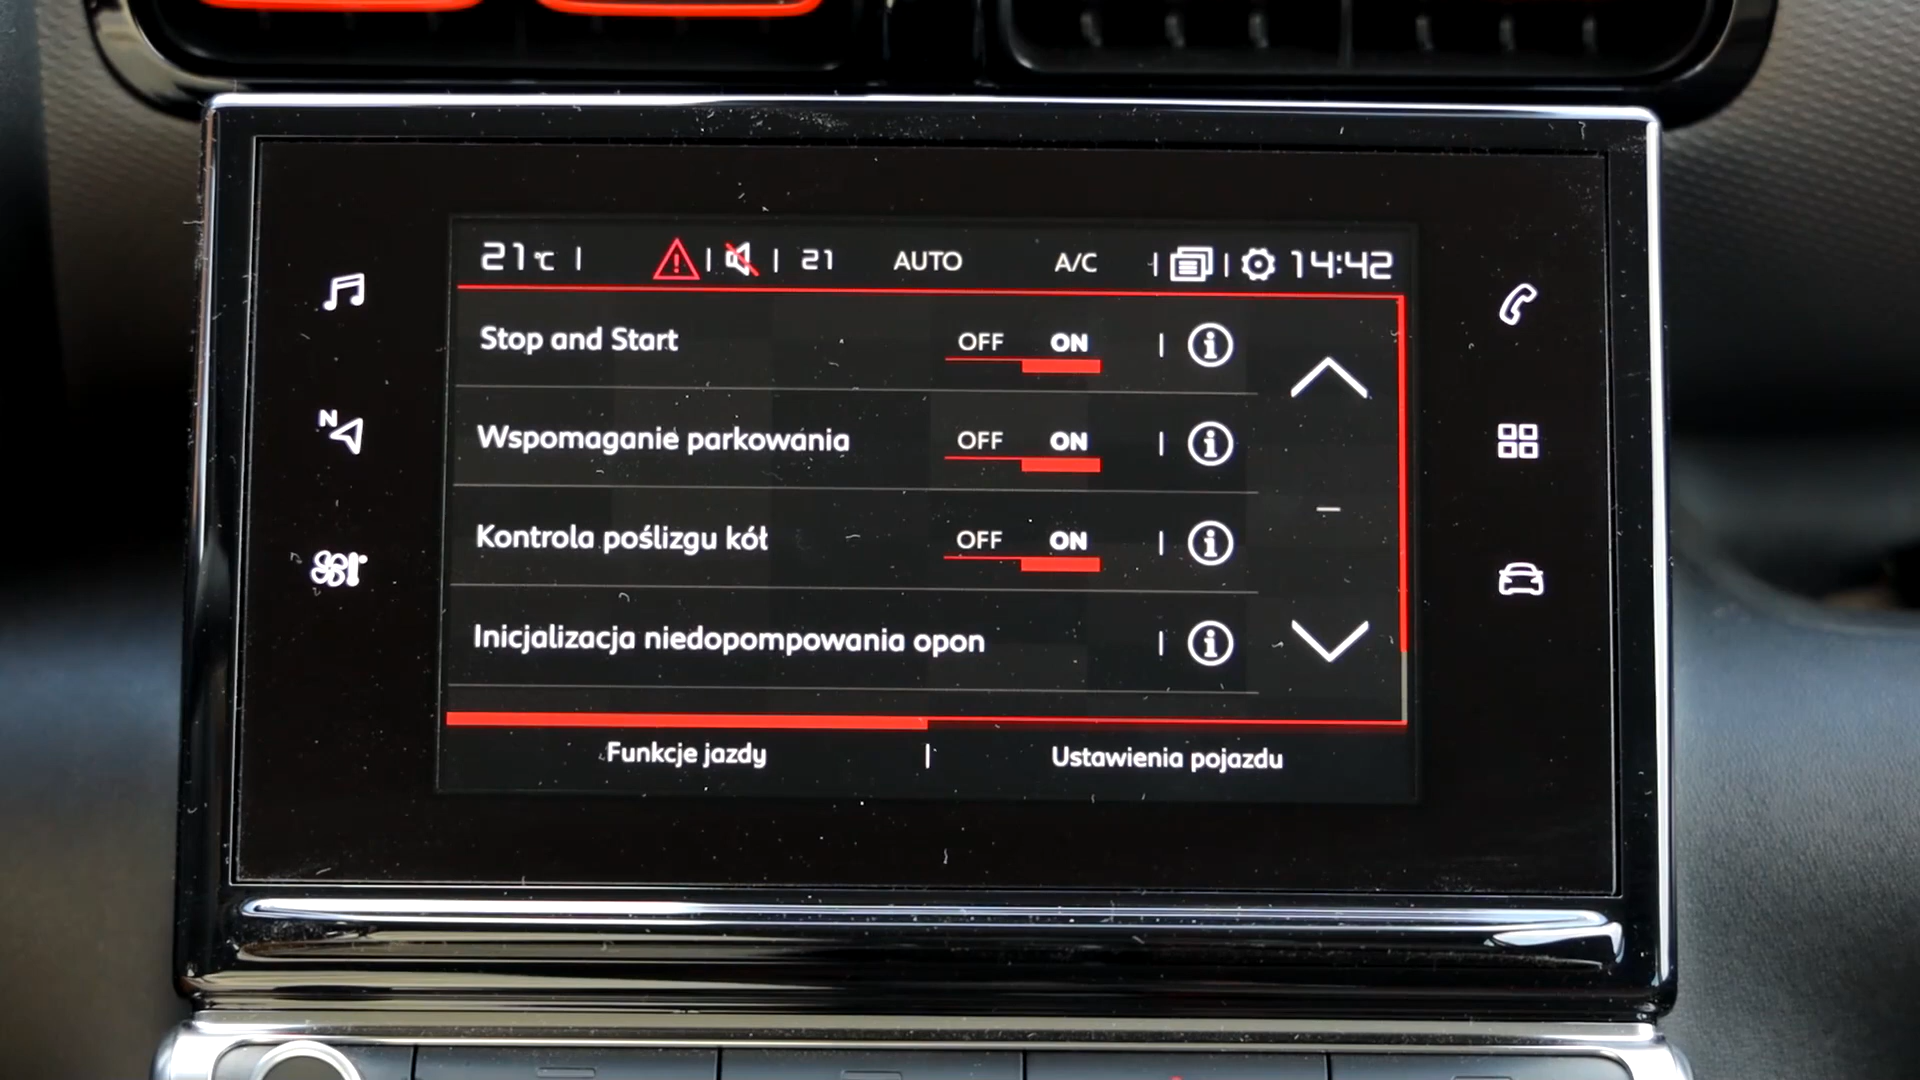 21°C | | | 21 AUTO A/C | | 14:42
Stop and Start OFF ON |
Wspomaganie parkowania OFF ON |
Kontrola poślizgu kół OFF ON |
Inicjalizacja niedopompowania opon |
Funkcje jazdy | Ustawienia pojazdu
N